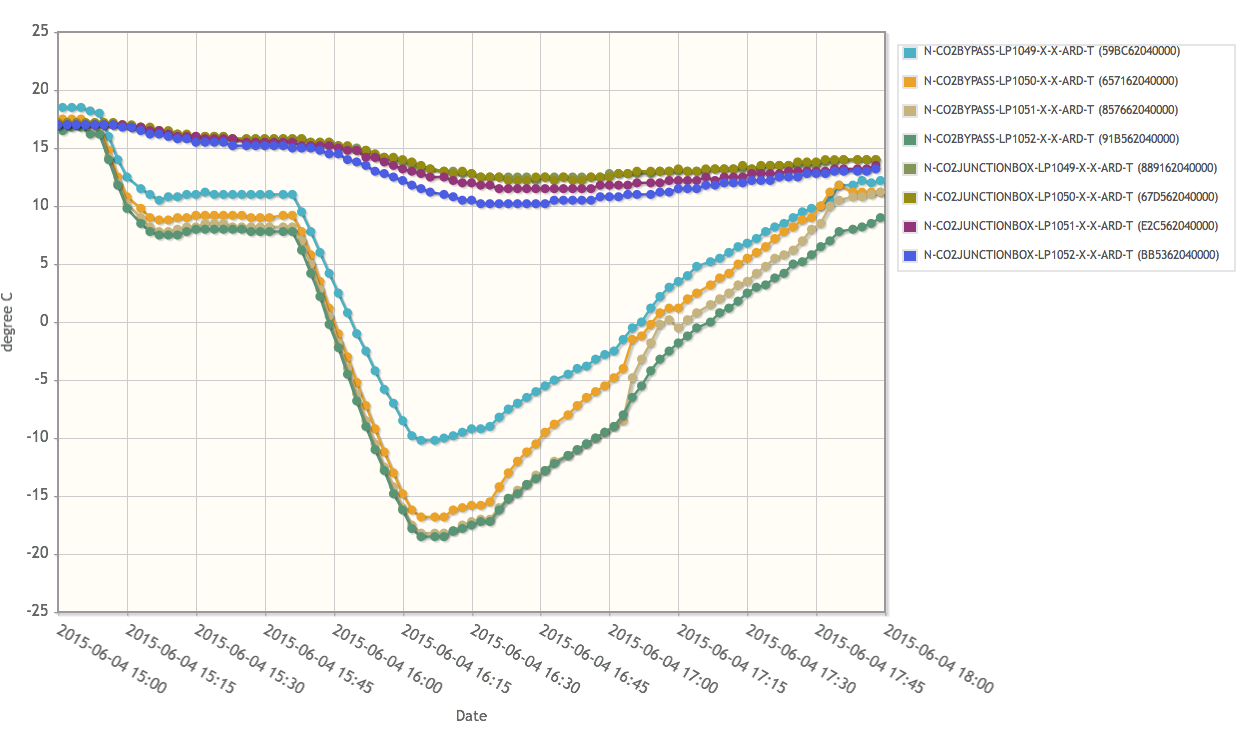 25
20
15
10
5
0
-5
-10
-15
-20
-25
degree C
2015-06-04 15:00
2015-06-04 15:15
2015-06-04 15:30
2015-06-04 15:45
2015-06-04 16:00
2015-06-04 16:15
2015-06-04 16:30
2015-06-04 16:45
2015-06-04 17:00
2015-06-04 17:15
2015-06-04 17:30
2015-06-04 17:45
2015-06-04 18:00
Date
N-CO2BYPASS-LP1049-X-X-ARD-T (59BC62040000)
N-CO2BYPASS-LP1050-X-X-ARD-T (657162040000)
N-CO2BYPASS-LP1051-X-X-ARD-T (857662040000)
N-CO2BYPASS-LP1052-X-X-ARD-T (91B562040000)
N-CO2JUNCTIONBOX-LP1049-X-X-ARD-T (889162040000)
N-CO2JUNCTIONBOX-LP1050-X-X-ARD-T (67D562040000)
N-CO2JUNCTIONBOX-LP1051-X-X-ARD-T (E2C562040000)
N-CO2JUNCTIONBOX-LP1052-X-X-ARD-T (BB5362040000)